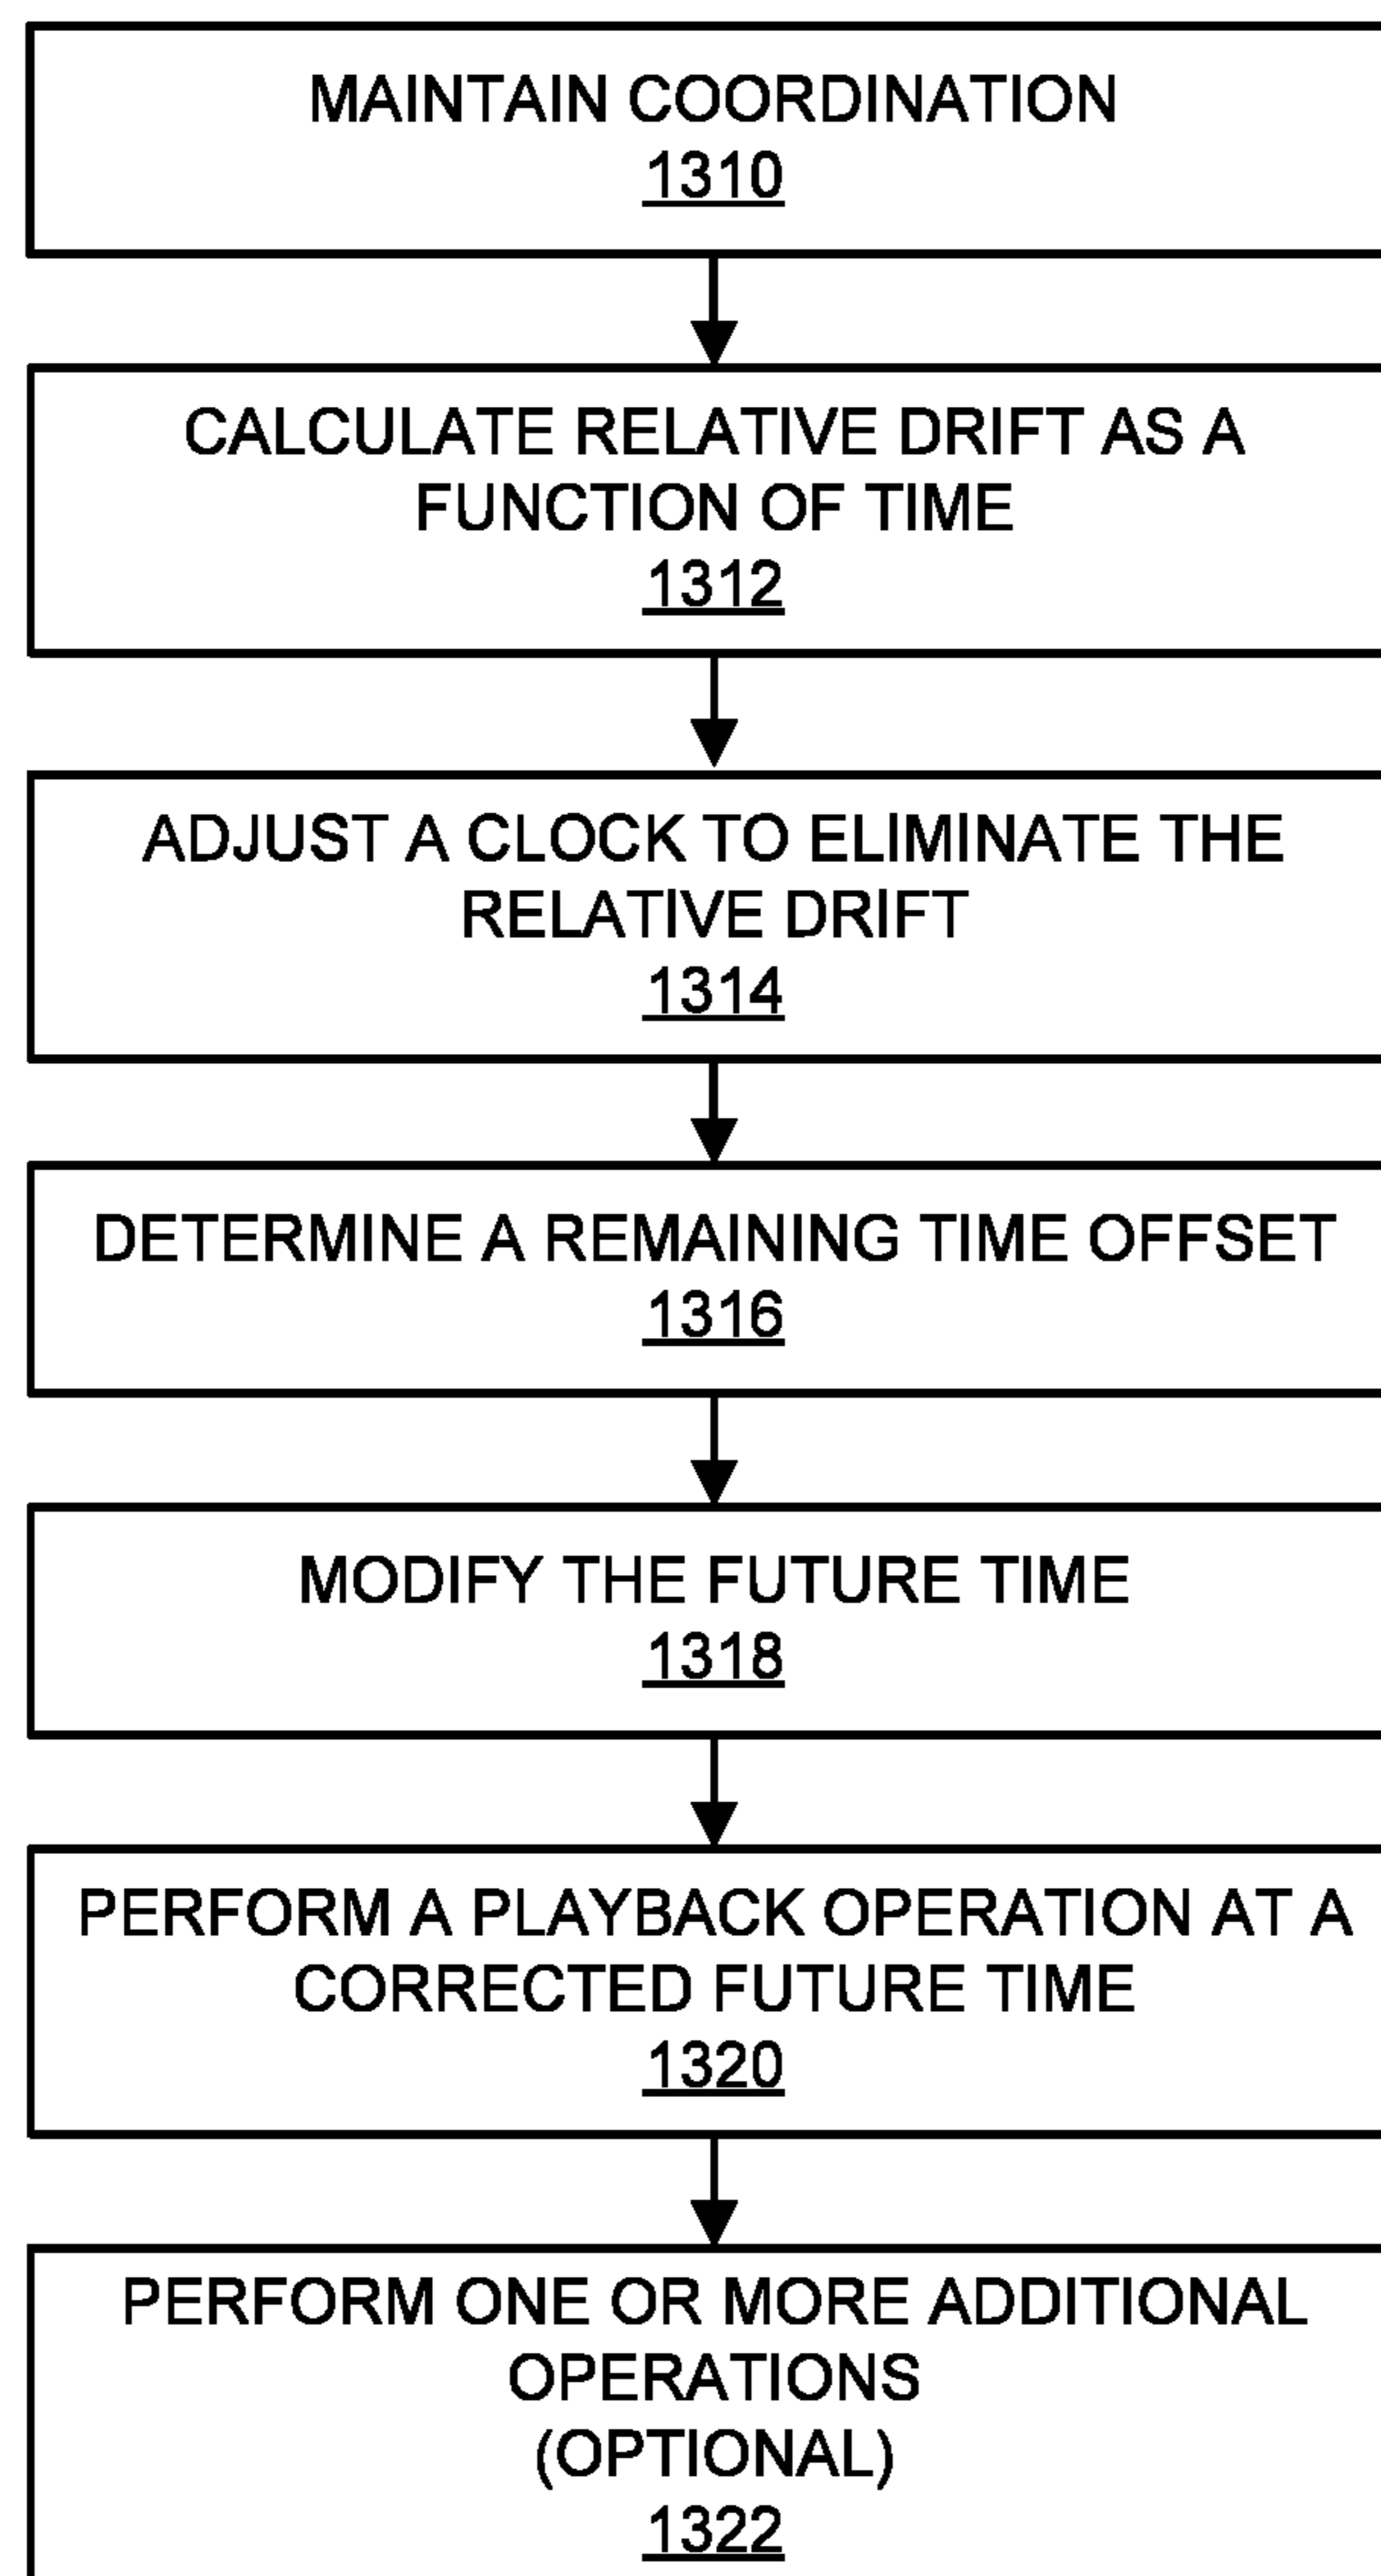 MAINTAIN COORDINATION
1310
CALCULATE RELATIVE DRIFT AS A
FUNCTION OF TIME
1312
ADJUST A CLOCK TO ELIMINATE THE
RELATIVE DRIFT
1314
DETERMINE A REMAINING TIME OFFSET
1316
MODIFY THE FUTURE TIME
1318
PERFORM A PLAYBACK OPERATION AT A
CORRECTED FUTURE TIME
1320
PERFORM ONE OR MORE ADDITIONAL
OPERATIONS
(OPTIONAL)
1322